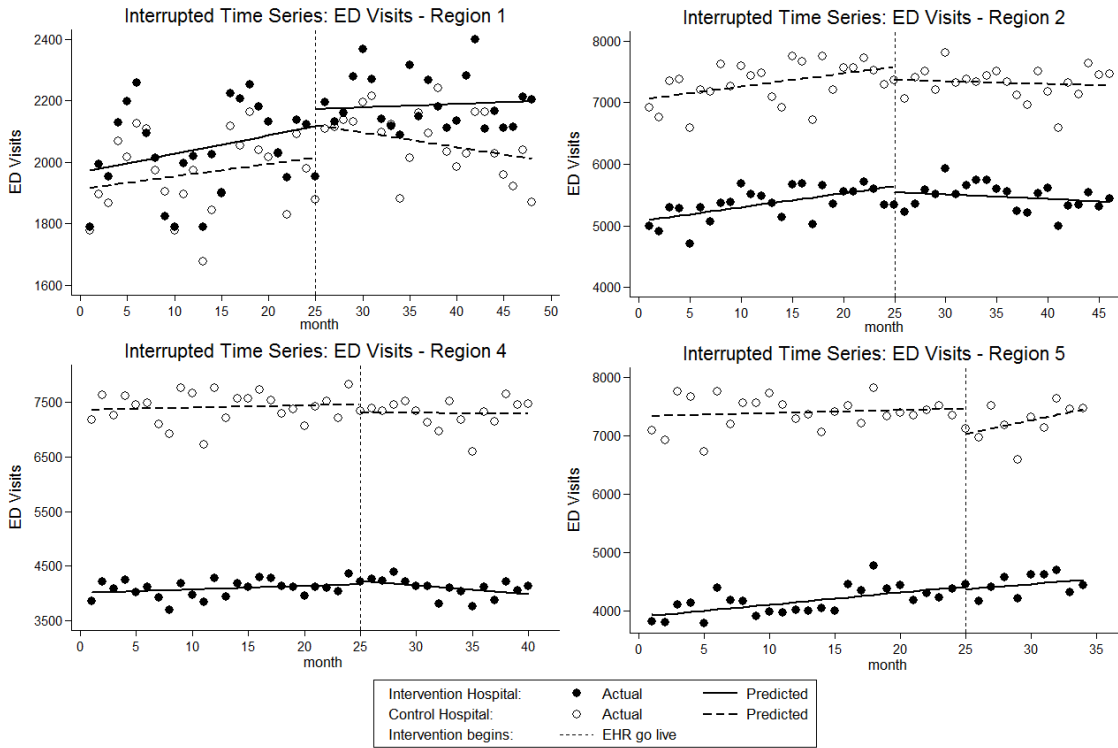 Interrupted Time Series: ED Visits - Region 1
2400
2200
2000
1800
1600
ED Visits
0 5 10 15 20 25 30 35 40 45 50
month
Interrupted Time Series: ED Visits - Region 2
8000
7000
6000
5000
4000
ED Visits
0 5 10 15 20 25 30 35 40 45
month
Interrupted Time Series: ED Visits - Region 4
7500
6500
5500
4500
3500
ED Visits
0 5 10 15 20 25 30 35 40
month
Interrupted Time Series: ED Visits - Region 5
8000
7000
6000
5000
4000
ED Visits
0 5 10 15 20 25 30 35
month
Intervention Hospital: Actual Predicted
Control Hospital: Actual Predicted
Intervention begins: EHR go live